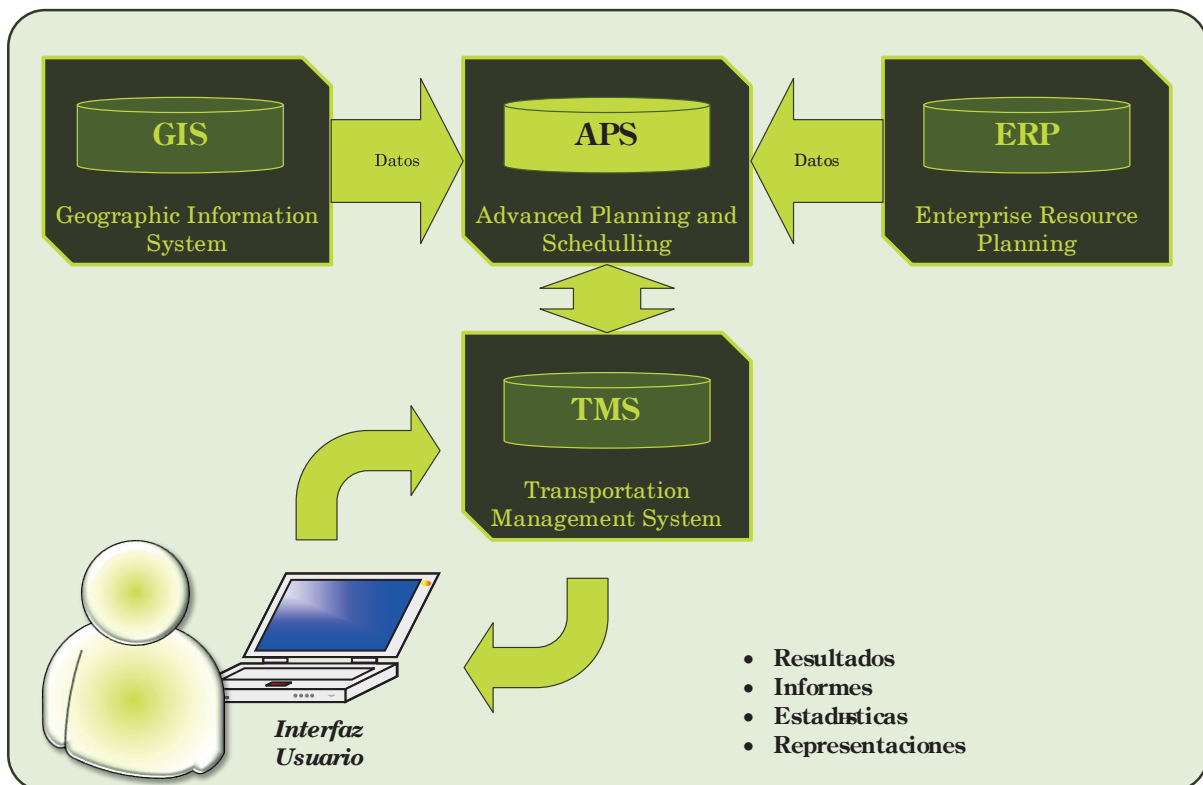 GIS
Geographic Information
System
Datos
APS
Advanced Planning and
Schedulling
Datos
ERP
Enterprise Resource
Planning
TMS
Transportation
Management System
Interfaz
Usuario
• Resultados
• Informes
• Estadísticas
• Representaciones